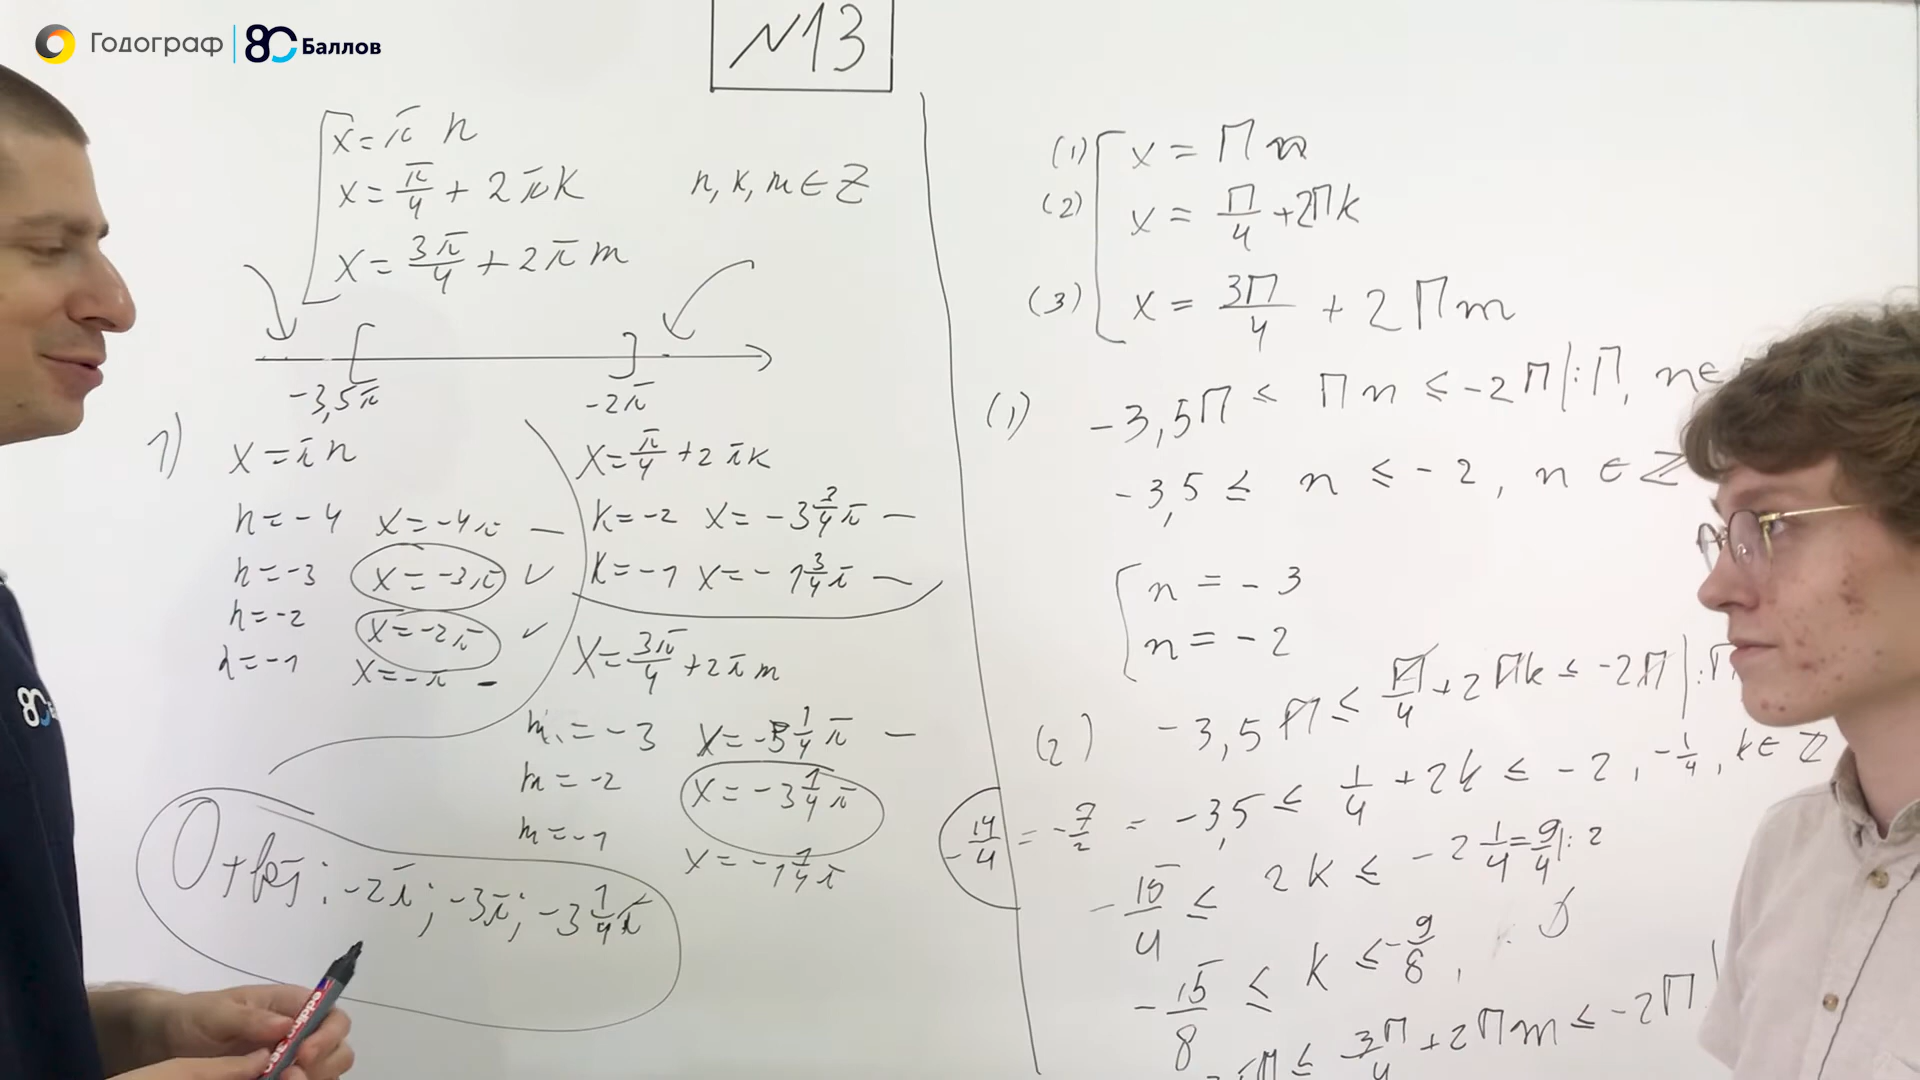 Годограф 80 Баллов
№13
x = πn
x = π/4 + 2πk
n, k, m ∈ Z
x = 3π/4 + 2πm
[ ]
-3,5π -2π
1) x = πn
n = -4 x = -4π —
n = -3 x = -3π ✓
n = -2 x = -2π ✓
n = -1 x = -π -
x = π/4 + 2πk
k = -2 x = -3 3/4 π —
k = -1 x = -1 3/4 π —
x = 3π/4 + 2πm
m = -3 x = -5 1/4 π —
m = -2 x = -3 1/4 π
m = -1 x = -1 1/4 π
Ответ: -2π; -3π; -3 1/4 π
(1) x = Πn
(2) x = Π/4 + 2Πk
(3) x = 3Π/4 + 2Πm
(1) -3,5Π ≤ Πn ≤ -2Π |:Π, n∈
-3,5 ≤ n ≤ -2, n ∈ Z
n = -3
n = -2
(2) -3,5Π ≤ Π/4 + 2Πk ≤ -2Π |:Π
-14/4 = -7/2 = -3,5 ≤ 1/4 + 2k ≤ -2, -1/4, k∈Z
-15/4 ≤ 2k ≤ -2 1/4 = 9/4 |:2
-15/8 ≤ k ≤ -9/8,
Π ≤ 3Π/4 + 2Πm ≤ -2Π
80
edding